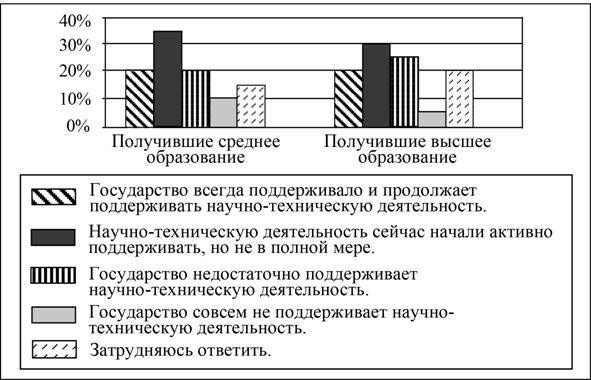 40%
30%
20%
10%
0%
Получившие среднее
образование
Получившие высшее
образование
Государство всегда поддерживало и продолжает
поддерживать научно-техническую деятельность.
Научно-техническую деятельность сейчас начали активно
поддерживать, но не в полной мере.
Государство недостаточно поддерживает
научно-техническую деятельность.
Государство совсем не поддерживает научно-
техническую деятельность.
Затрудняюсь ответить.